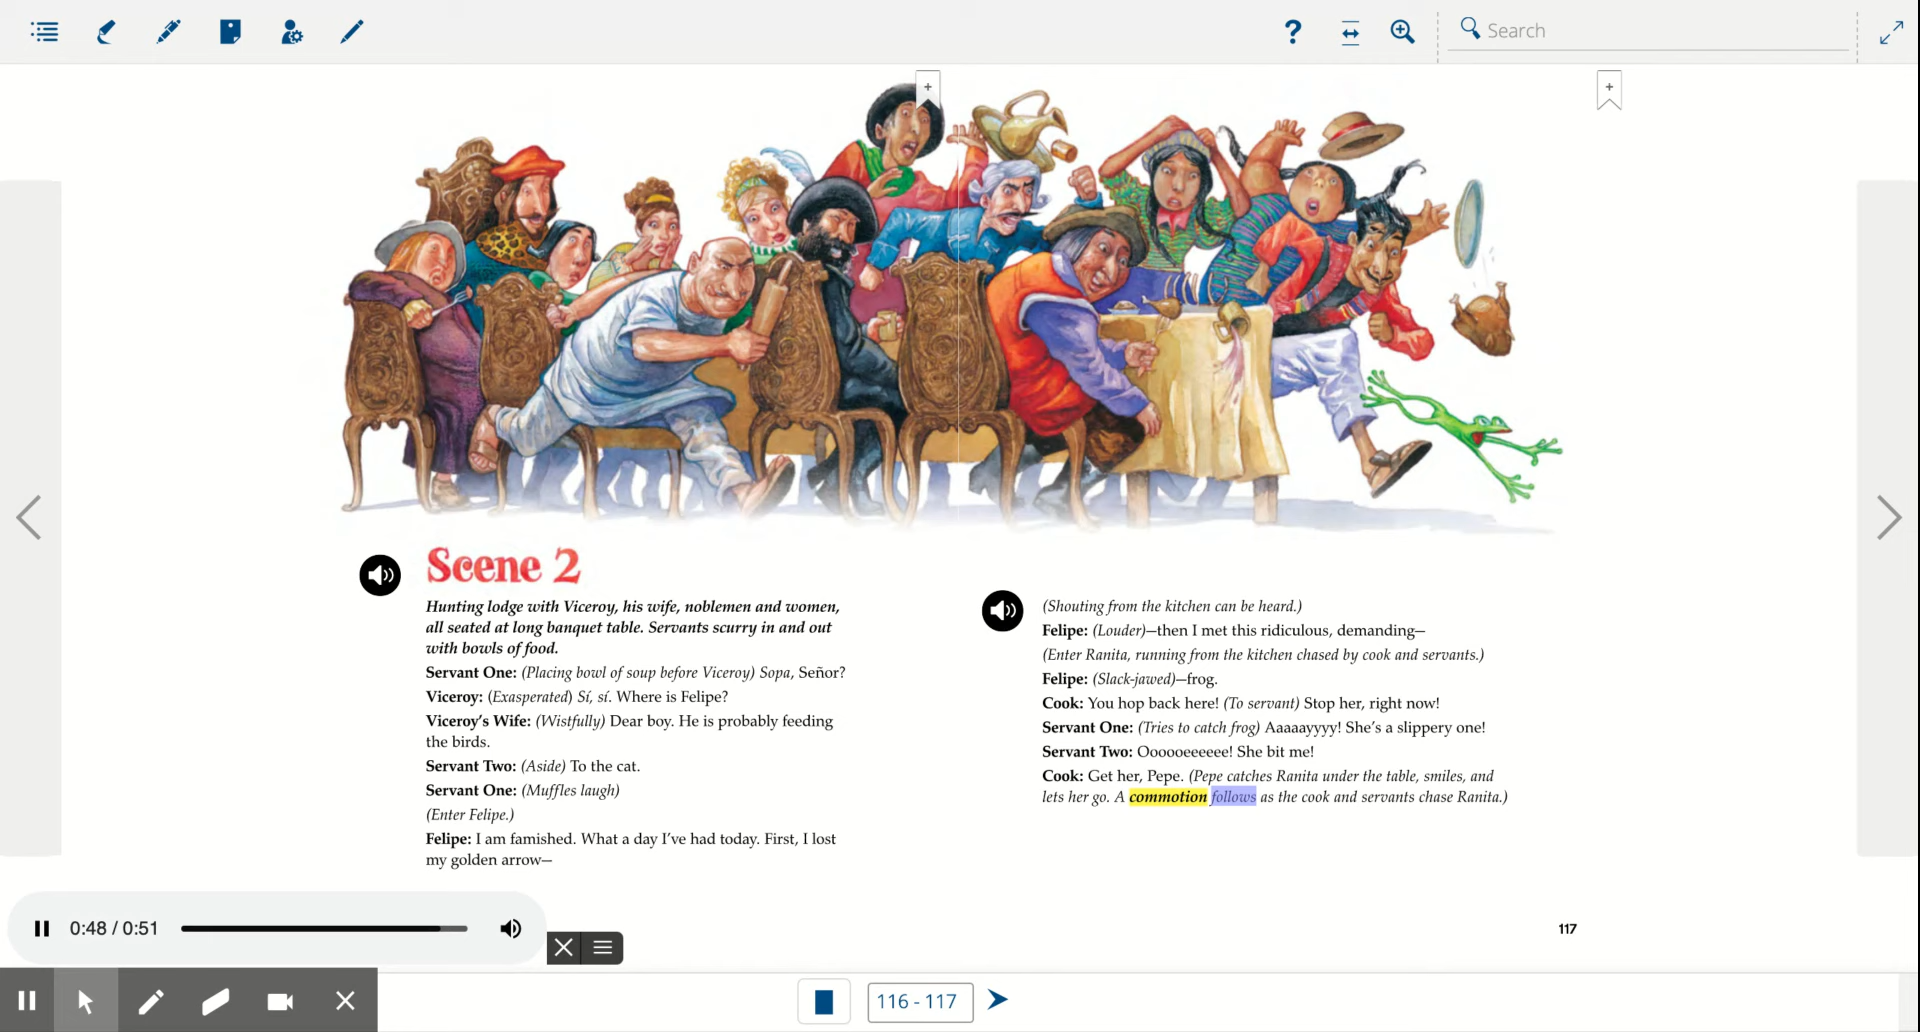 Search
Scene 2
Hunting lodge with Viceroy, his wife, noblemen and women,
all seated at long banquet table. Servants scurry in and out
with bowls of food.
Servant One: (Placing bowl of soup before Viceroy) Sopa, Señor?
Viceroy: (Exasperated) Sí, sí. Where is Felipe?
Viceroy's Wife: (Wistfully) Dear boy. He is probably feeding
the birds.
Servant Two: (Aside) To the cat.
Servant One: (Muffles laugh)
(Enter Felipe.)
Felipe: I am famished. What a day I've had today. First, I lost
my golden arrow—
(Shouting from the kitchen can be heard.)
Felipe: (Louder)—then I met this ridiculous, demanding—
(Enter Ranita, running from the kitchen chased by cook and servants.)
Felipe: (Slack-jawed)—frog.
Cook: You hop back here! (To servant) Stop her, right now!
Servant One: (Tries to catch frog) Aaaaayyyy! She's a slippery one!
Servant Two: Oooooeeeeee! She bit me!
Cook: Get her, Pepe. (Pepe catches Ranita under the table, smiles, and
lets her go. A commotion follows as the cook and servants chase Ranita.)
117
0:48 / 0:51
116 - 117